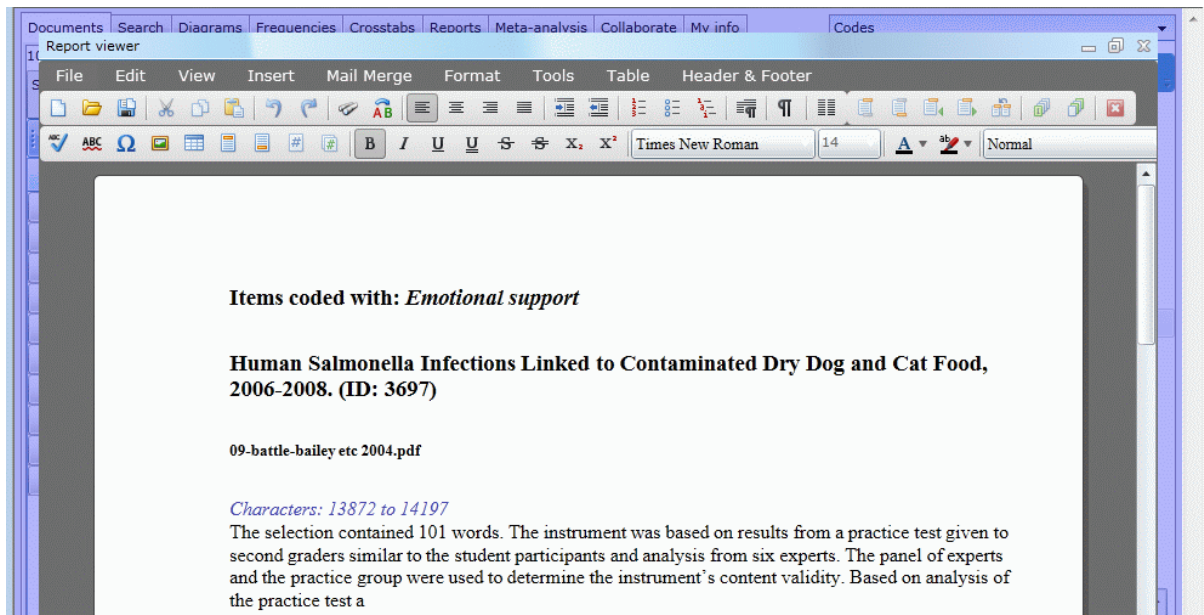 Documents Search Diagrams Frequencies Crosstabs Reports Meta-analysis Collaborate My info Codes
Report viewer
File Edit View Insert Mail Merge Format Tools Table Header & Footer
B I U U S S X₂ X² Times New Roman 14 A Normal
Items coded with: Emotional support
Human Salmonella Infections Linked to Contaminated Dry Dog and Cat Food,
2006-2008. (ID: 3697)
09-battle-bailey etc 2004.pdf
Characters: 13872 to 14197
The selection contained 101 words. The instrument was based on results from a practice test given to
second graders similar to the student participants and analysis from six experts. The panel of experts
and the practice group were used to determine the instrument’s content validity. Based on analysis of
the practice test a